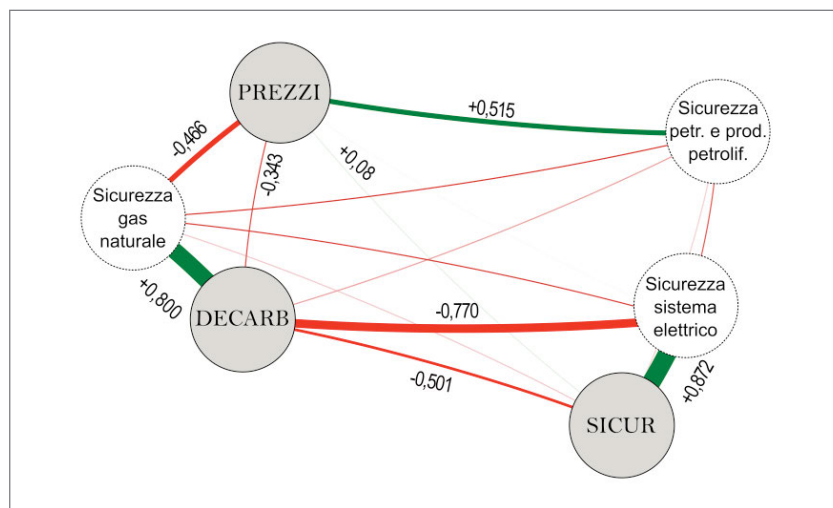 PREZZI
+0,515
Sicurezza
petr. e prod.
petrolif.
-0,466
-0,343
+0,08
Sicurezza
gas
naturale
+0,800
DECARB
-0,770
Sicurezza
sistema
elettrico
-0,501
+0,872
SICUR